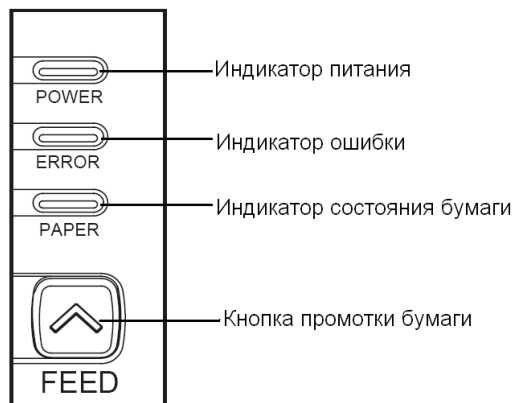 Индикатор питания
POWER
Индикатор ошибки
ERROR
Индикатор состояния бумаги
PAPER
Кнопка промотки бумаги
FEED